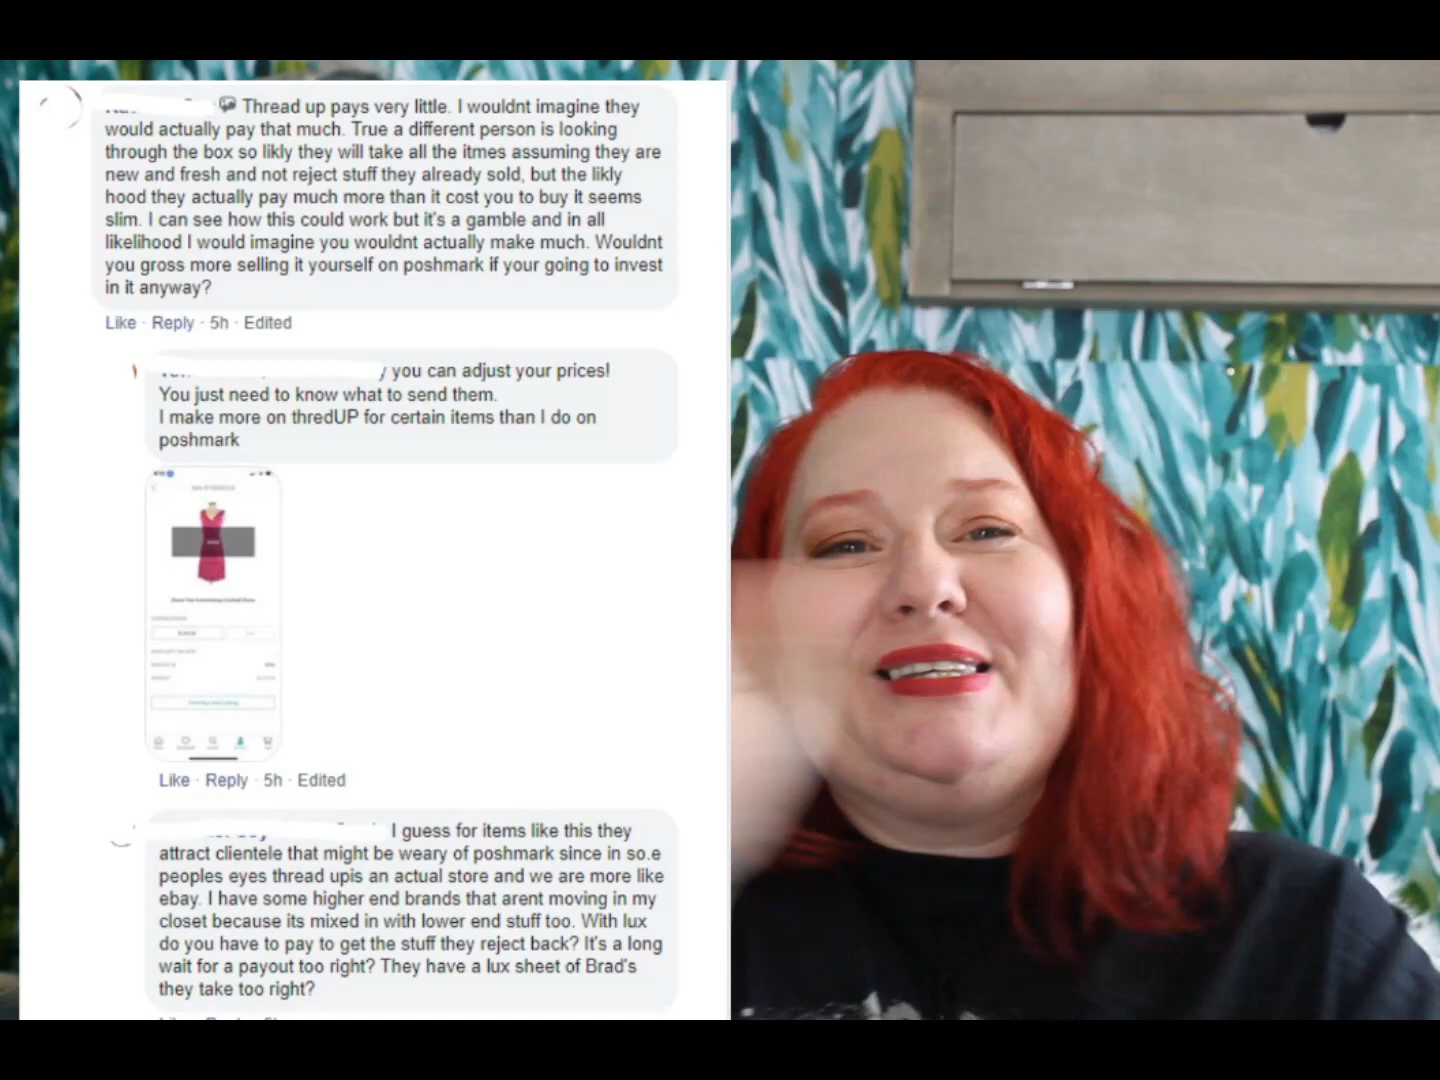 Thread up pays very little. I wouldnt imagine they
would actually pay that much. True a different person is looking
through the box so likly they will take all the itmes assuming they are
new and fresh and not reject stuff they already sold, but the likly
hood they actually pay much more than it cost you to buy it seems
slim. I can see how this could work but it's a gamble and in all
likelihood I would imagine you wouldnt actually make much. Wouldnt
you gross more selling it yourself on poshmark if your going to invest
in it anyway?
Like · Reply · 5h · Edited
you can adjust your prices!
You just need to know what to send them.
I make more on thredUP for certain items than I do on
poshmark
Like · Reply · 5h · Edited
I guess for items like this they
attract clientele that might be weary of poshmark since in so.e
peoples eyes thread upis an actual store and we are more like
ebay. I have some higher end brands that arent moving in my
closet because its mixed in with lower end stuff too. With lux
do you have to pay to get the stuff they reject back? It's a long
wait for a payout too right? They have a lux sheet of Brad's
they take too right?